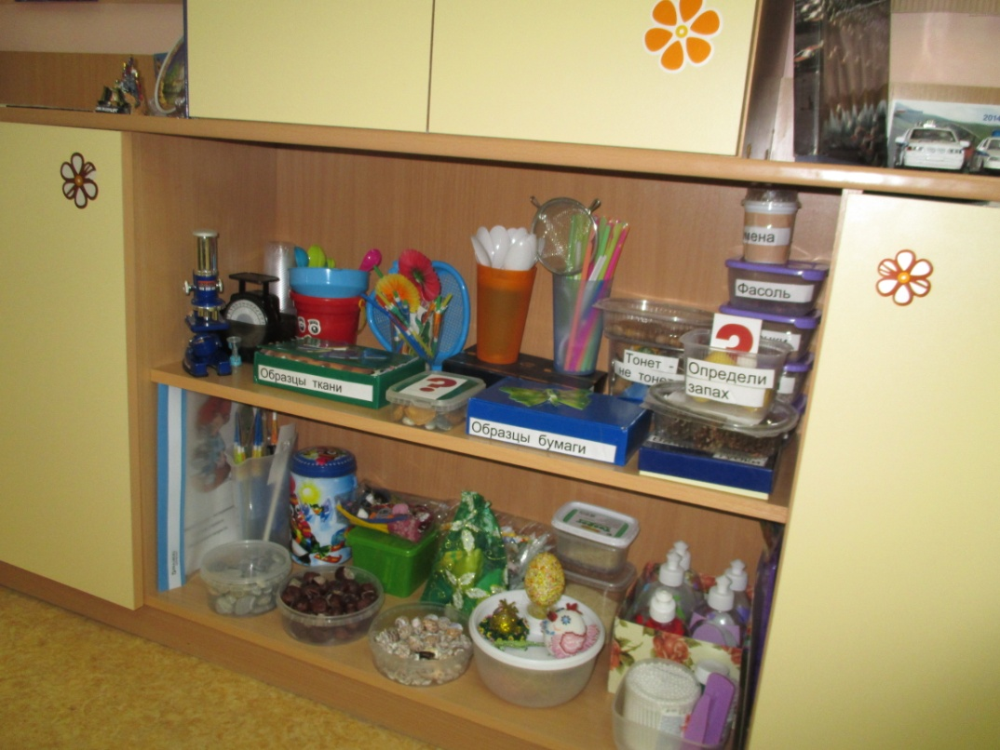 2014
мена
Фасоль
Образцы ткани
?
?
Тонет -
не тонет
Определи
запах
Образцы бумаги